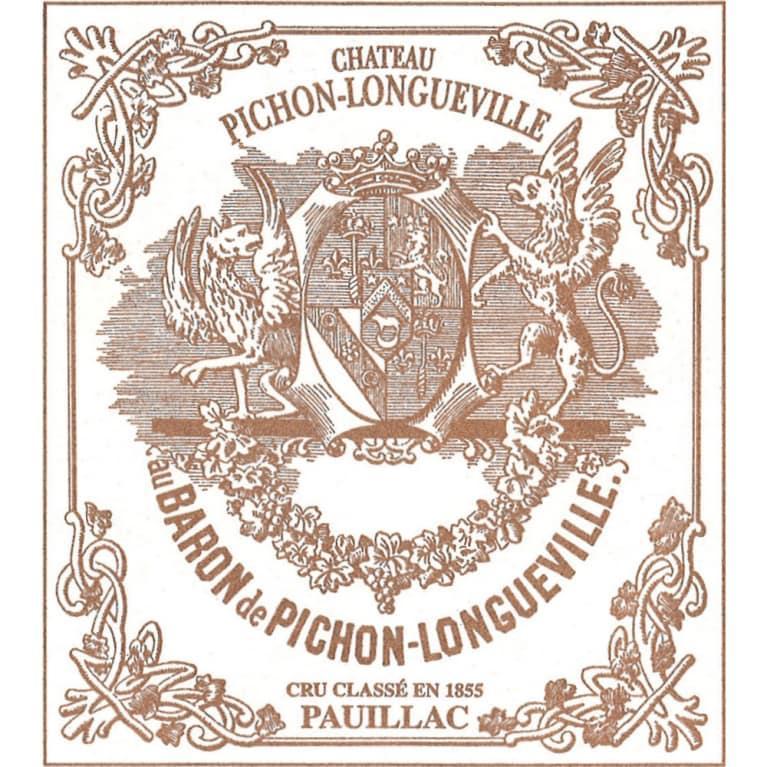 CHATEAU
PICHON-LONGUEVILLE
au BARON de PICHON-LONGUEVILLE.
CRU CLASSÉ EN 1855
PAUILLAC